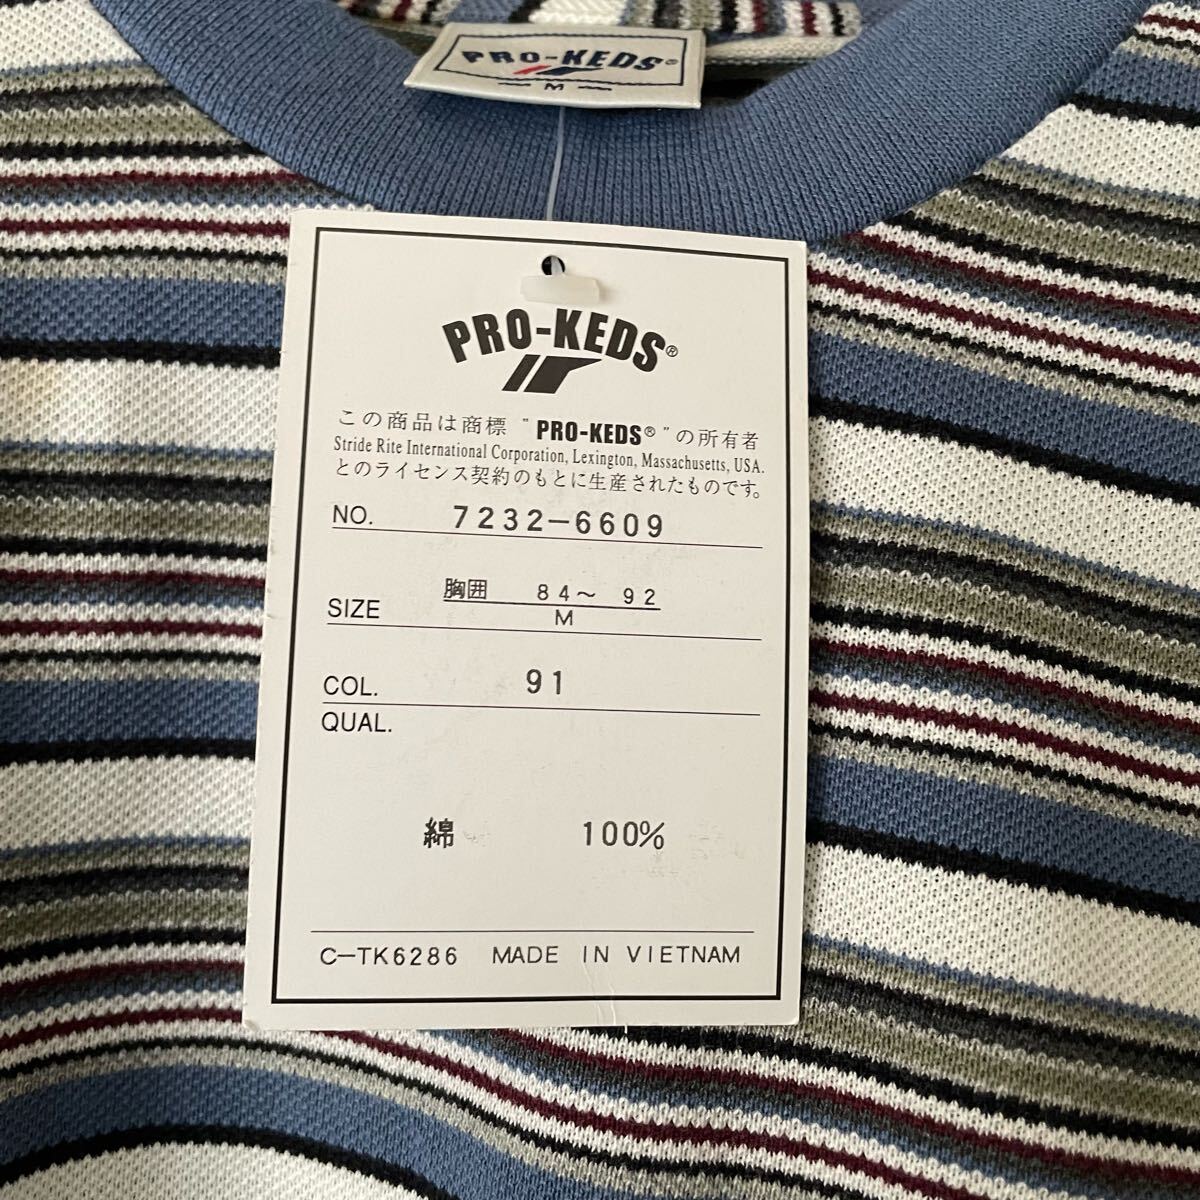 PRO-KEDS®
M
PRO-KEDS®
この商品は商標 "PRO-KEDS®"の所有者
Stride Rite International Corporation, Lexington, Massachusetts, USA.
とのライセンス契約のもとに生産されたものです。
NO. 7232-6609
胸囲 84〜 92
SIZE M
COL. 91
QUAL.
綿 100%
C-TK6286 MADE IN VIETNAM